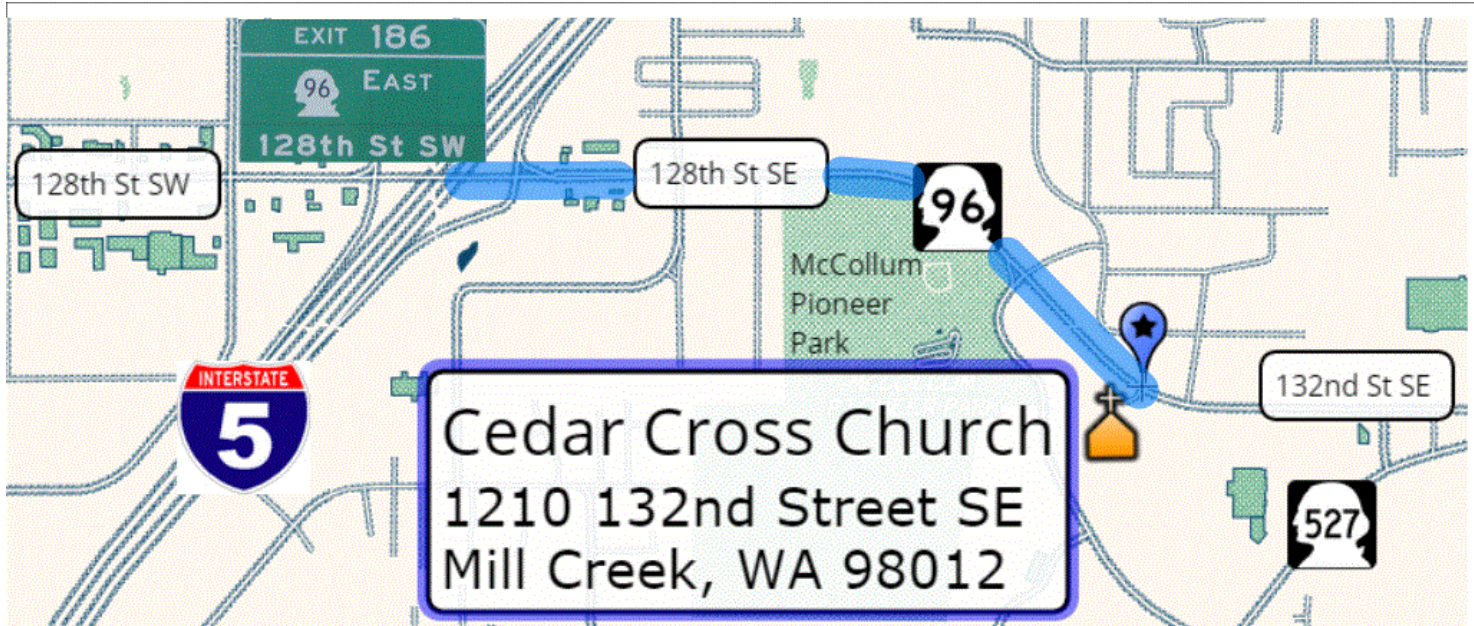 EXIT 186
96 EAST
128th St SW
128th St SW
128th St SE
96
McCollum
Pioneer
Park
INTERSTATE
5
132nd St SE
Cedar Cross Church
1210 132nd Street SE
Mill Creek, WA 98012
527